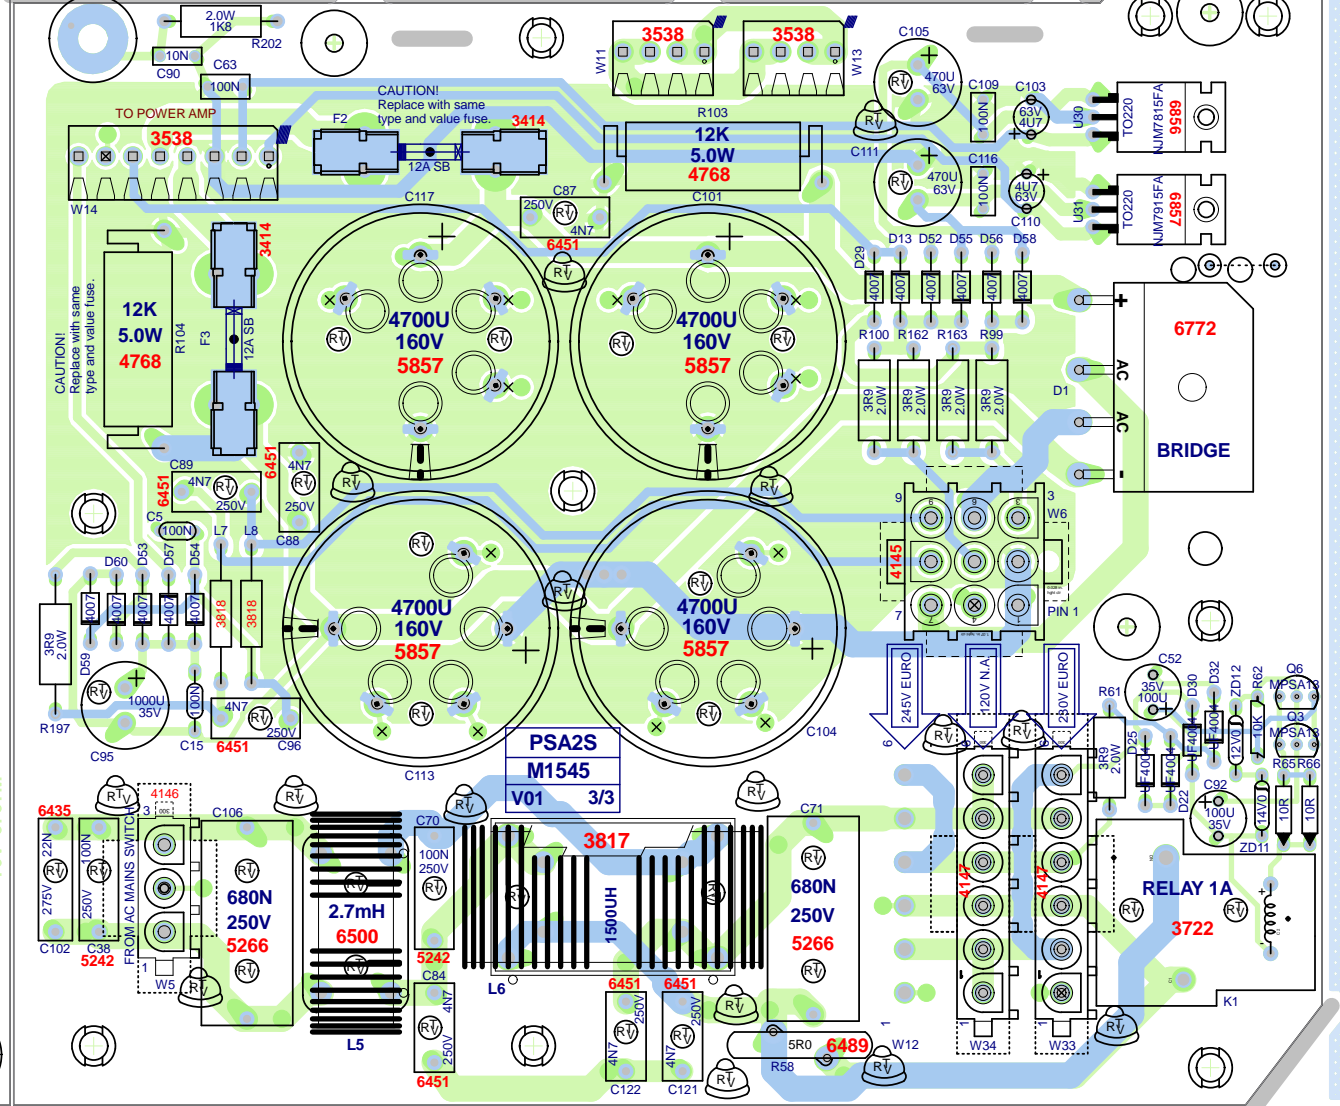 2.0W
1K8
R202
10N
C90
C63
100N
TO POWER AMP
3538
W14
CAUTION!
Replace with same
type and value fuse.
F2
3414
12A SB
W11
3538
3538
W13
R103
12K
5.0W
4768
C105
470U
63V
C109
100N
C103
63V
4U7
U30
TO220
NJM7815FA
6856
C111
470U
63V
C116
100N
4U7
63V
C110
U31
TO220
NJM7915FA
6857
C117
C87
250V
4N7
6451
C101
3414
F3
12A SB
CAUTION!
Replace with same
type and value fuse.
12K
5.0W
4768
R104
4700U
160V
5857
4700U
160V
5857
D29
D13
D52
D55
D56
D58
4007
4007
4007
4007
4007
4007
R100
R162
R163
R99
3R9
2.0W
3R9
2.0W
3R9
2.0W
3R9
2.0W
D1
+
AC
AC
-
6772
BRIDGE
C89
6451
4N7
250V
6451
4N7
250V
C88
C5
100N
L7
L8
9
3
W6
4145
7
PIN 1
D60
D53
D57
D54
4007
4007
4007
4007
4007
3818
3818
3R9
2.0W
D59
R197
1000U
35V
C95
100N
C15
4N7
250V
6451
C96
4700U
160V
5857
C113
4700U
160V
5857
C104
PSA2S
M1545
V01
3/3
245V EURO
120V N.A.
230V EURO
6
R61
3R9
2.0W
C52
35V
100U
D30
D32
ZD12
R62
Q6
MPSA13
Q3
MPSA13
D25
UF4004
UF4004
UF4004
UF4004
12V0
10K
D22
C92
100U
35V
14V0
ZD11
R65
R66
10R
10R
6435
22N
275V
C102
100N
250V
C38
5242
FROM AC MAINS SWITCH
4146
3
1
W5
C106
680N
250V
5266
2.7mH
6500
L5
C70
100N
250V
5242
C84
4N7
250V
6451
3817
1500UH
L6
6451
250V
4N7
C122
6451
250V
4N7
C121
C71
680N
250V
5266
5R0
6489
R58
W12
1
4147
1
W34
4147
1
W33
RELAY 1A
3722
K1